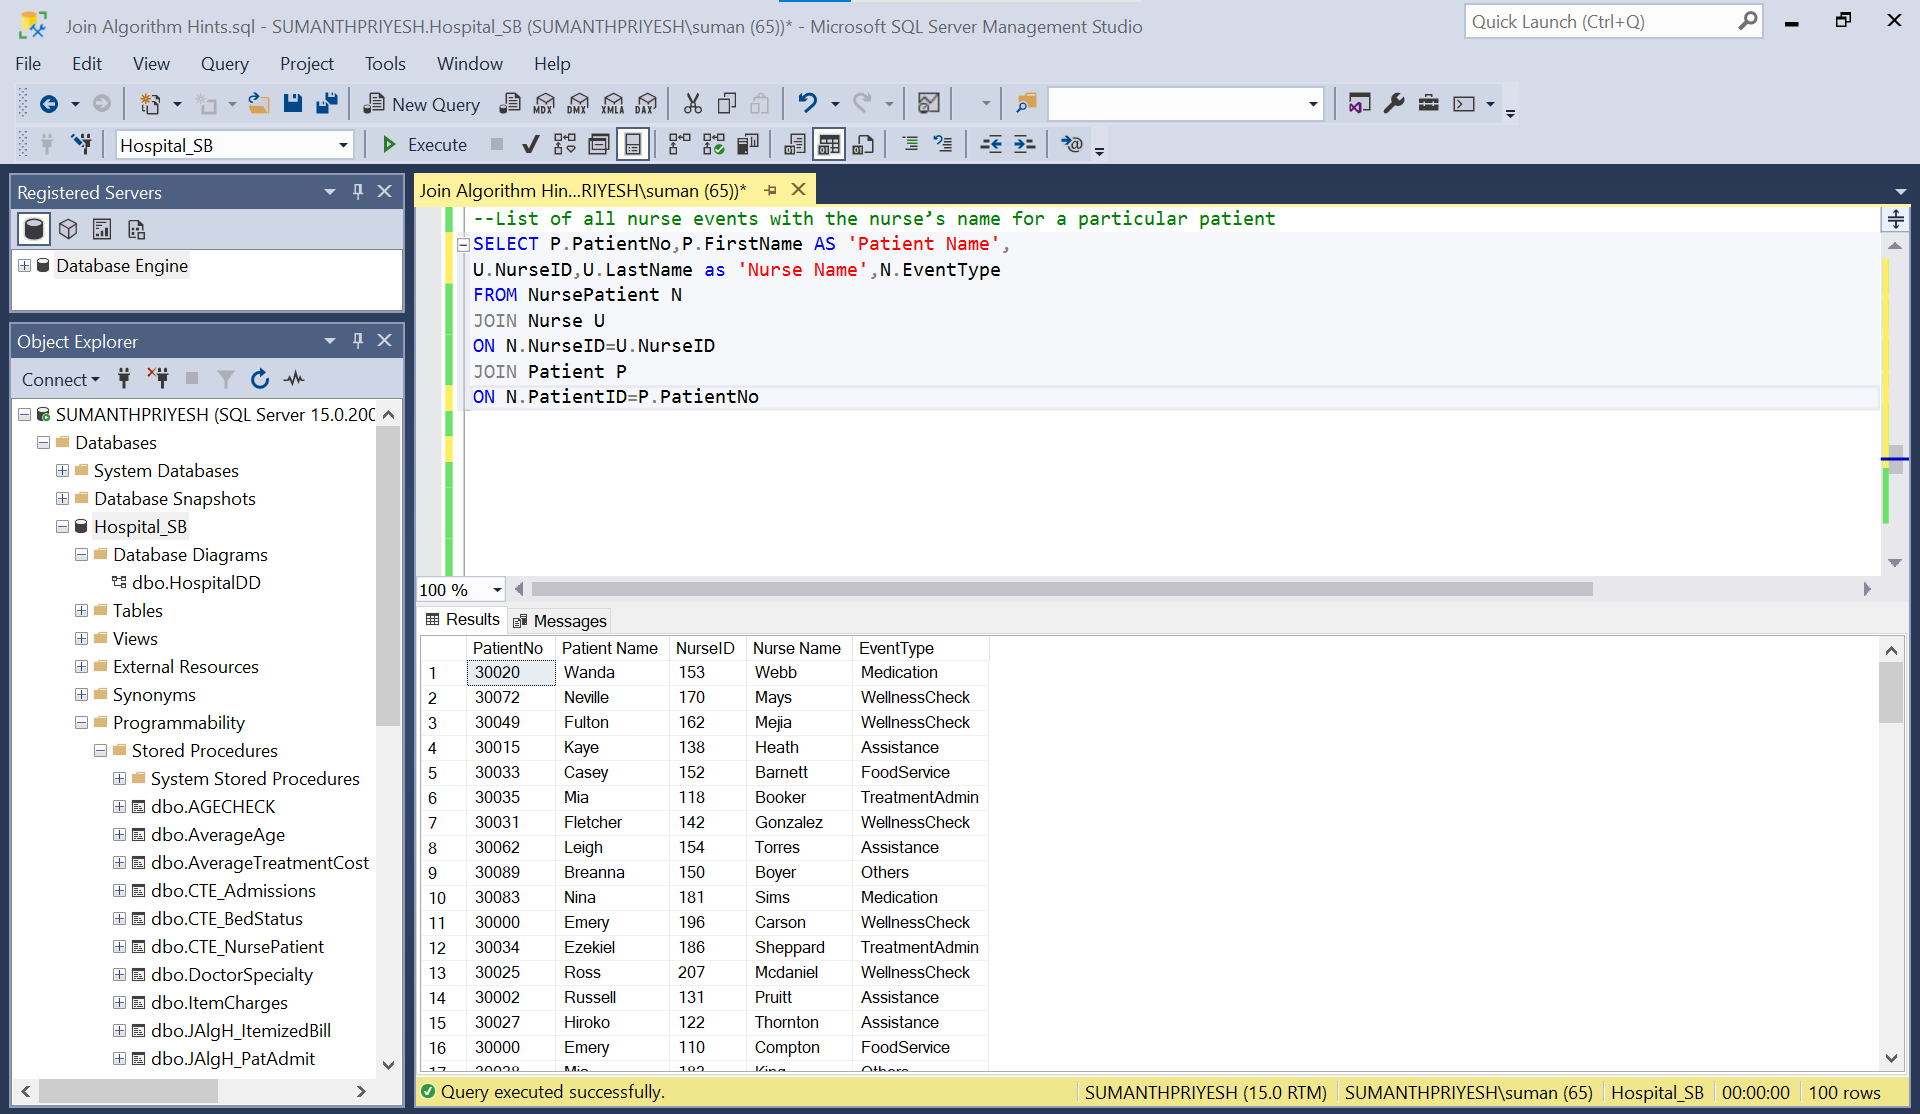 Join Algorithm Hints.sql - SUMANTHPRIYESH.Hospital_SB (SUMANTHPRIYESH\suman (65))* - Microsoft SQL Server Management Studio
Quick Launch (Ctrl+Q)
File Edit View Query Project Tools Window Help
New Query MDX DMX XMLA DAX
Hospital_SB Execute
Registered Servers
Database Engine
Object Explorer
Connect
SUMANTHPRIYESH (SQL Server 15.0.200
Databases
System Databases
Database Snapshots
Hospital_SB
Database Diagrams
dbo.HospitalDD
Tables
Views
External Resources
Synonyms
Programmability
Stored Procedures
System Stored Procedures
dbo.AGECHECK
dbo.AverageAge
dbo.AverageTreatmentCost
dbo.CTE_Admissions
dbo.CTE_BedStatus
dbo.CTE_NursePatient
dbo.DoctorSpecialty
dbo.ItemCharges
dbo.JAlgH_ItemizedBill
dbo.JAlgH_PatAdmit
Join Algorithm Hin...RIYESH\suman (65))*
--List of all nurse events with the nurse’s name for a particular patient
SELECT P.PatientNo,P.FirstName AS 'Patient Name',
U.NurseID,U.LastName as 'Nurse Name',N.EventType
FROM NursePatient N
JOIN Nurse U
ON N.NurseID=U.NurseID
JOIN Patient P
ON N.PatientID=P.PatientNo
100 %
Results Messages
PatientNo Patient Name NurseID Nurse Name EventType
1 30020 Wanda 153 Webb Medication
2 30072 Neville 170 Mays WellnessCheck
3 30049 Fulton 162 Mejia WellnessCheck
4 30015 Kaye 138 Heath Assistance
5 30033 Casey 152 Barnett FoodService
6 30035 Mia 118 Booker TreatmentAdmin
7 30031 Fletcher 142 Gonzalez WellnessCheck
8 30062 Leigh 154 Torres Assistance
9 30089 Breanna 150 Boyer Others
10 30083 Nina 181 Sims Medication
11 30000 Emery 196 Carson WellnessCheck
12 30034 Ezekiel 186 Sheppard TreatmentAdmin
13 30025 Ross 207 Mcdaniel WellnessCheck
14 30002 Russell 131 Pruitt Assistance
15 30027 Hiroko 122 Thornton Assistance
16 30000 Emery 110 Compton FoodService
Query executed successfully. SUMANTHPRIYESH (15.0 RTM) SUMANTHPRIYESH\suman (65) Hospital_SB 00:00:00 100 rows